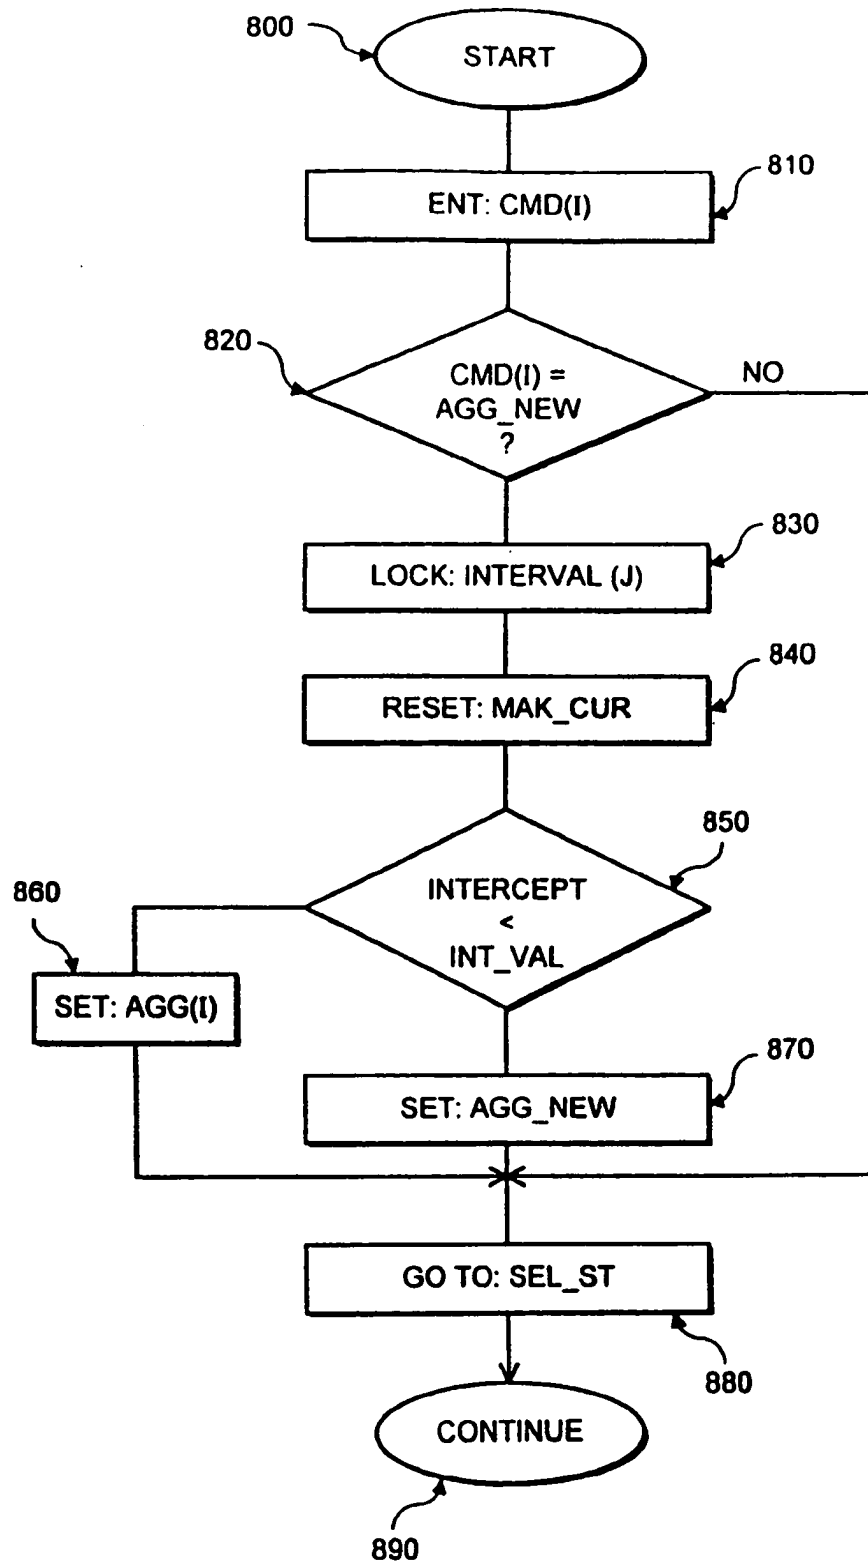 800
START
810
ENT: CMD(I)
820
CMD(I) =
AGG_NEW
?
NO
830
LOCK: INTERVAL (J)
840
RESET: MAK_CUR
850
INTERCEPT
<
INT_VAL
860
SET: AGG(I)
870
SET: AGG_NEW
GO TO: SEL_ST
880
CONTINUE
890